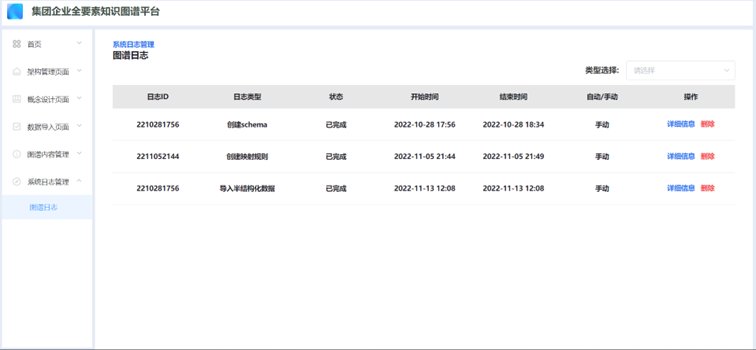 集团企业全要素知识图谱平台
首页
架构管理页面
概念设计页面
数据导入页面
图谱内容管理
系统日志管理
图谱日志
系统日志管理
图谱日志
类型选择: 请选择
日志ID 日志类型 状态 开始时间 结束时间 自动/手动 操作
2210281756 创建schema 已完成 2022-10-28 17:56 2022-10-28 18:34 手动 详细信息 删除
2211052144 创建映射规则 已完成 2022-11-05 21:44 2022-11-05 21:49 手动 详细信息 删除
2210281756 导入半结构化数据 已完成 2022-11-13 12:08 2022-11-13 12:08 手动 详细信息 删除